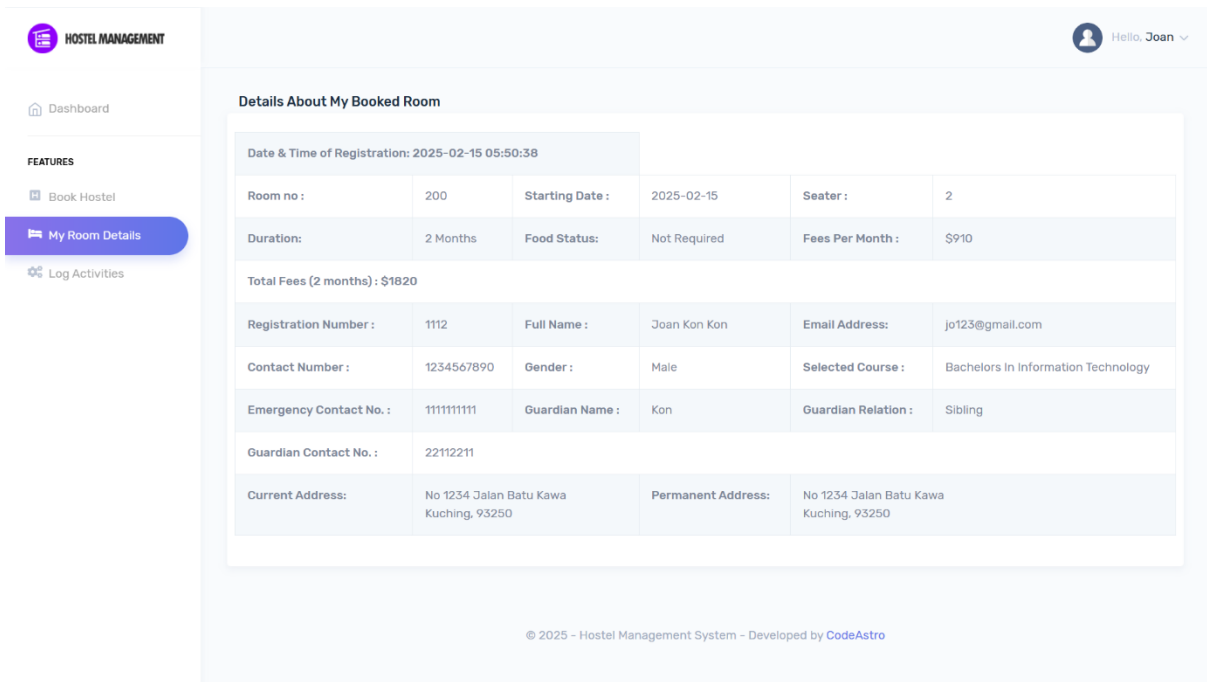 HOSTEL MANAGEMENT
Hello, Joan
Dashboard
FEATURES
Book Hostel
My Room Details
Log Activities
Details About My Booked Room
Date & Time of Registration: 2025-02-15 05:50:38
Room no : 200 Starting Date : 2025-02-15 Seater : 2
Duration: 2 Months Food Status: Not Required Fees Per Month : $910
Total Fees (2 months) : $1820
Registration Number : 1112 Full Name : Joan Kon Kon Email Address: jo123@gmail.com
Contact Number : 1234567890 Gender : Male Selected Course : Bachelors In Information Technology
Emergency Contact No. : 1111111111 Guardian Name : Kon Guardian Relation : Sibling
Guardian Contact No. : 22112211
Current Address: No 1234 Jalan Batu Kawa Permanent Address: No 1234 Jalan Batu Kawa
Kuching, 93250 Kuching, 93250
© 2025 - Hostel Management System - Developed by CodeAstro